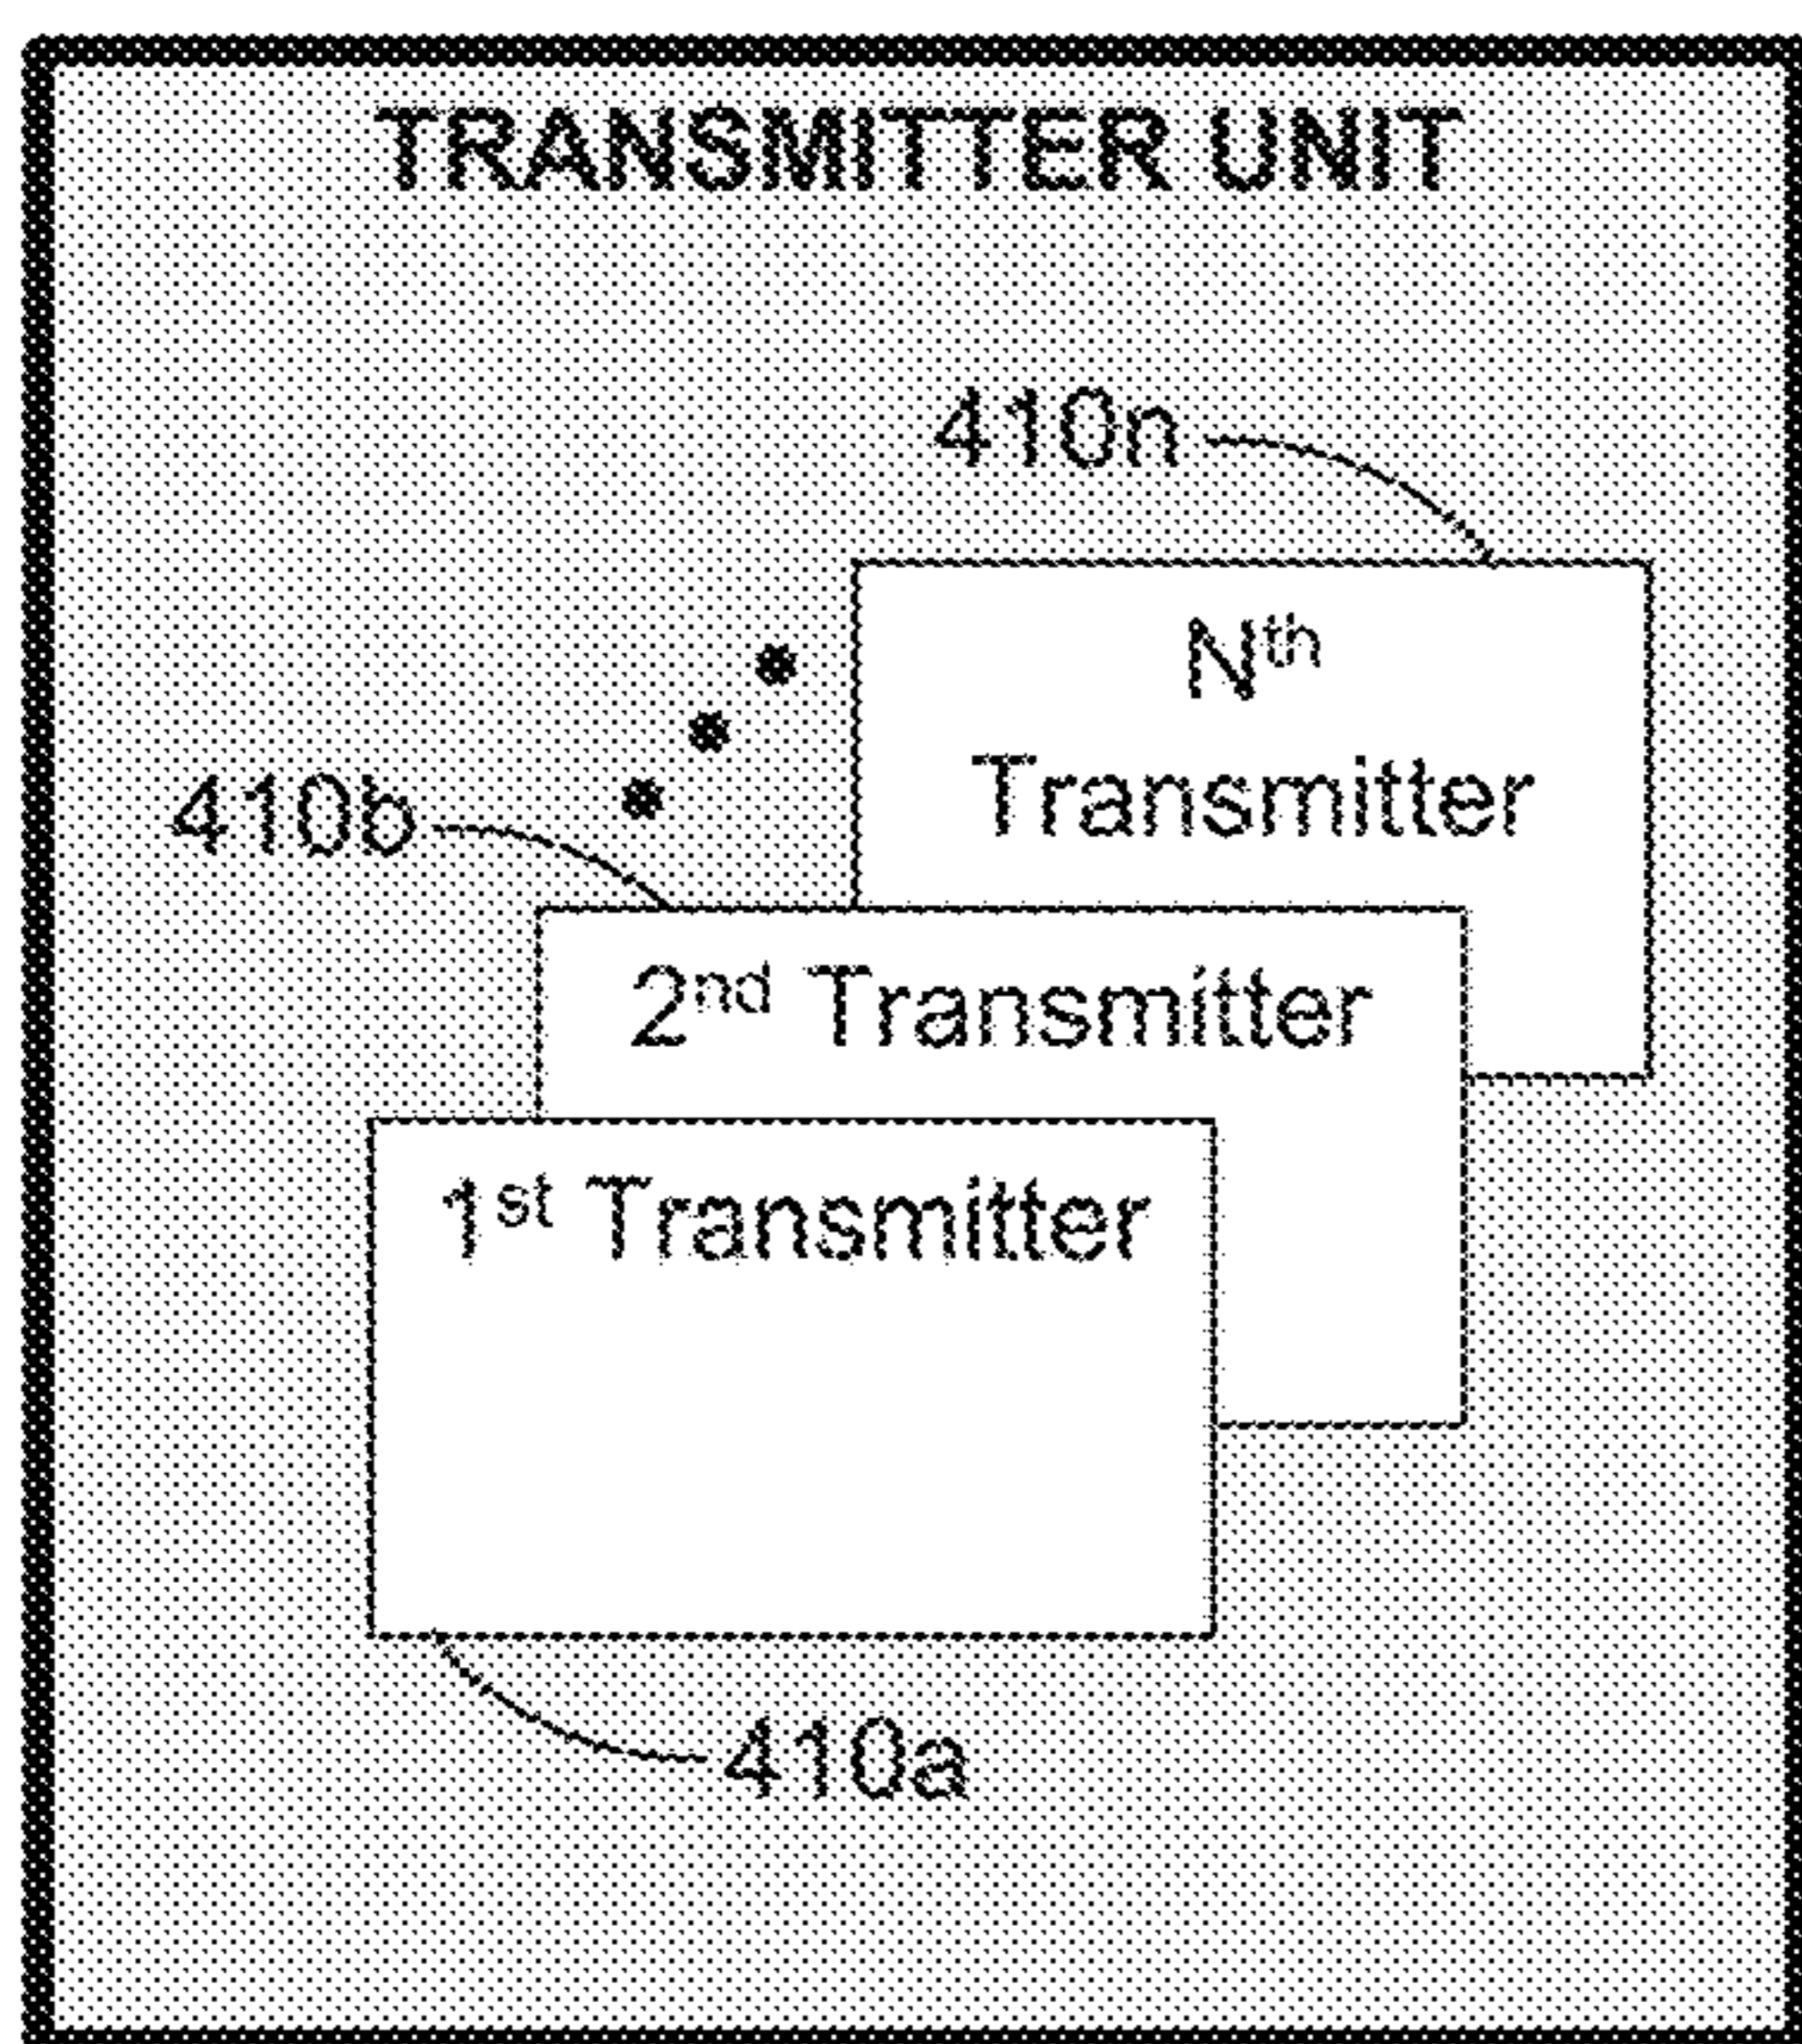 TRANSMITTER UNIT
410n
Nth
Transmitter
410b
2nd Transmitter
1st Transmitter
410a